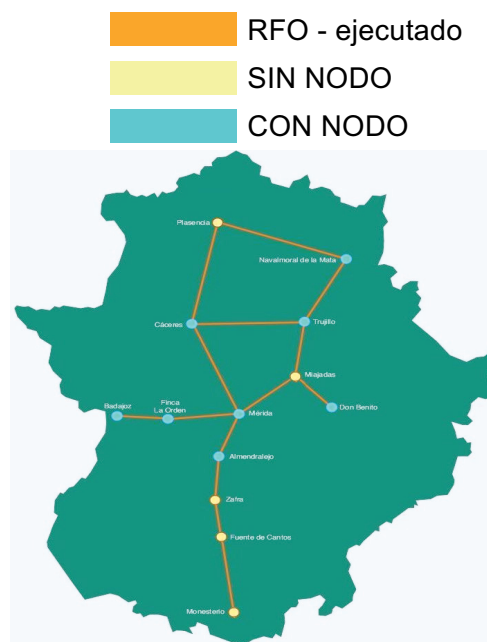 RFO - ejecutado
SIN NODO
CON NODO
Plasencia
Navalmoral de la Mata
Cáceres
Trujillo
Miajadas
Badajoz
Finca
La Orden
Mérida
Don Benito
Almendralejo
Zafra
Fuente de Cantos
Monesterio